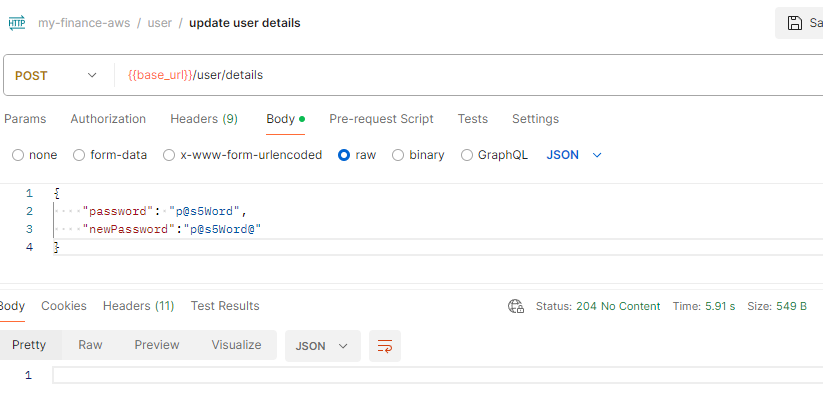 HTTP my-finance-aws / user / update user details
Sa
POST {{base_url}}/user/details
Params Authorization Headers (9) Body Pre-request Script Tests Settings
none form-data x-www-form-urlencoded raw binary GraphQL JSON
1 {
2 "password": "p@s5Word",
3 "newPassword":"p@s5Word@"
4 }
Body Cookies Headers (11) Test Results Status: 204 No Content Time: 5.91 s Size: 549 B
Pretty Raw Preview Visualize JSON
1